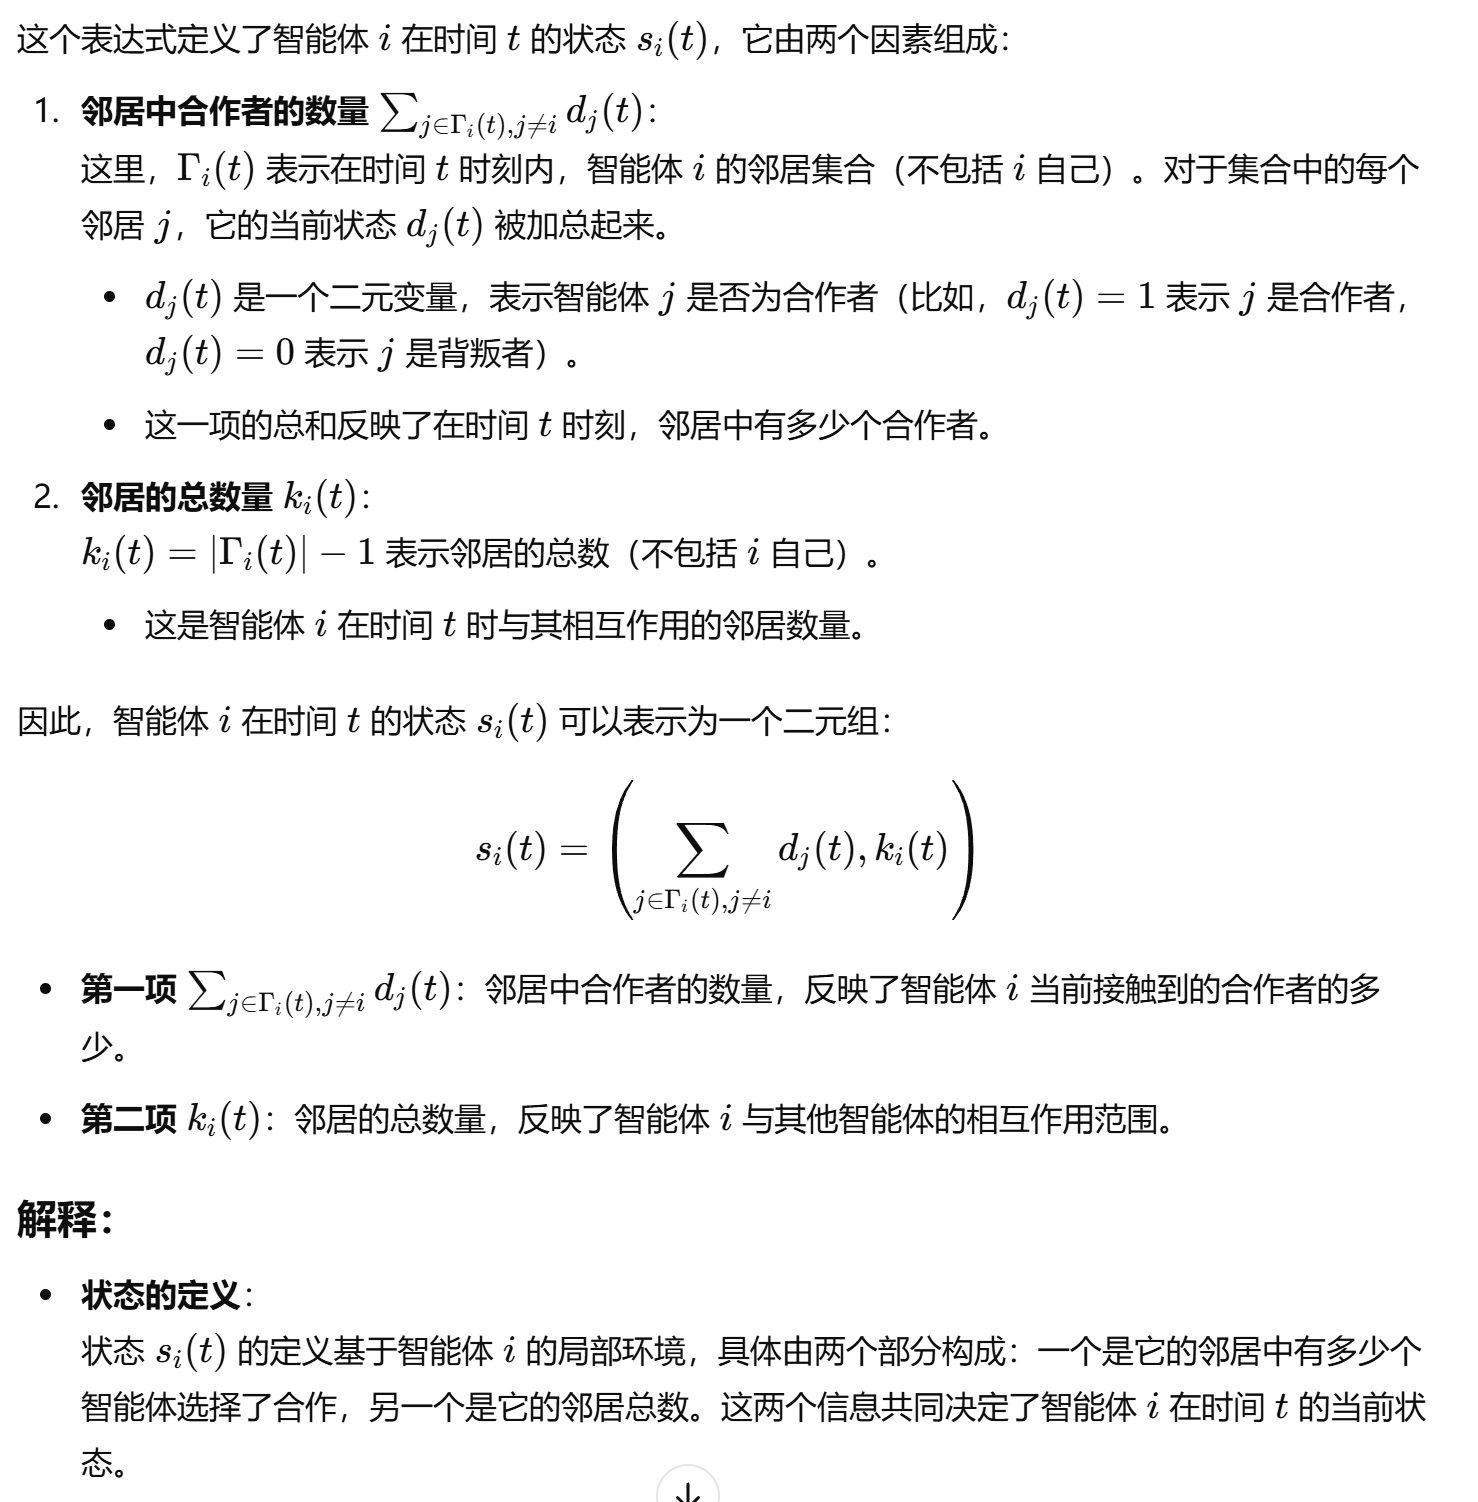 这个表达式定义了智能体 i 在时间 t 的状态 s_i(t)，它由两个因素组成：
1. 邻居中合作者的数量 ∑_{j∈Γ_i(t),j≠i} d_j(t)：
这里，Γ_i(t) 表示在时间 t 时刻内，智能体 i 的邻居集合（不包括 i 自己）。对于集合中的每个
邻居 j，它的当前状态 d_j(t) 被加总起来。
• d_j(t) 是一个二元变量，表示智能体 j 是否为合作者（比如，d_j(t) = 1 表示 j 是合作者，
d_j(t) = 0 表示 j 是背叛者）。
• 这一项的总和反映了在时间 t 时刻，邻居中有多少个合作者。
2. 邻居的总数量 k_i(t)：
k_i(t) = |Γ_i(t)| − 1 表示邻居的总数（不包括 i 自己）。
• 这是智能体 i 在时间 t 时与其相互作用的邻居数量。
因此，智能体 i 在时间 t 的状态 s_i(t) 可以表示为一个二元组：
s_i(t) = (∑_{j∈Γ_i(t),j≠i} d_j(t), k_i(t))
• 第一项 ∑_{j∈Γ_i(t),j≠i} d_j(t)：邻居中合作者的数量，反映了智能体 i 当前接触到的合作者的多
少。
• 第二项 k_i(t)：邻居的总数量，反映了智能体 i 与其他智能体的相互作用范围。
解释：
• 状态的定义：
状态 s_i(t) 的定义基于智能体 i 的局部环境，具体由两个部分构成：一个是它的邻居中有多少个
智能体选择了合作，另一个是它的邻居总数。这两个信息共同决定了智能体 i 在时间 t 的当前状
态。